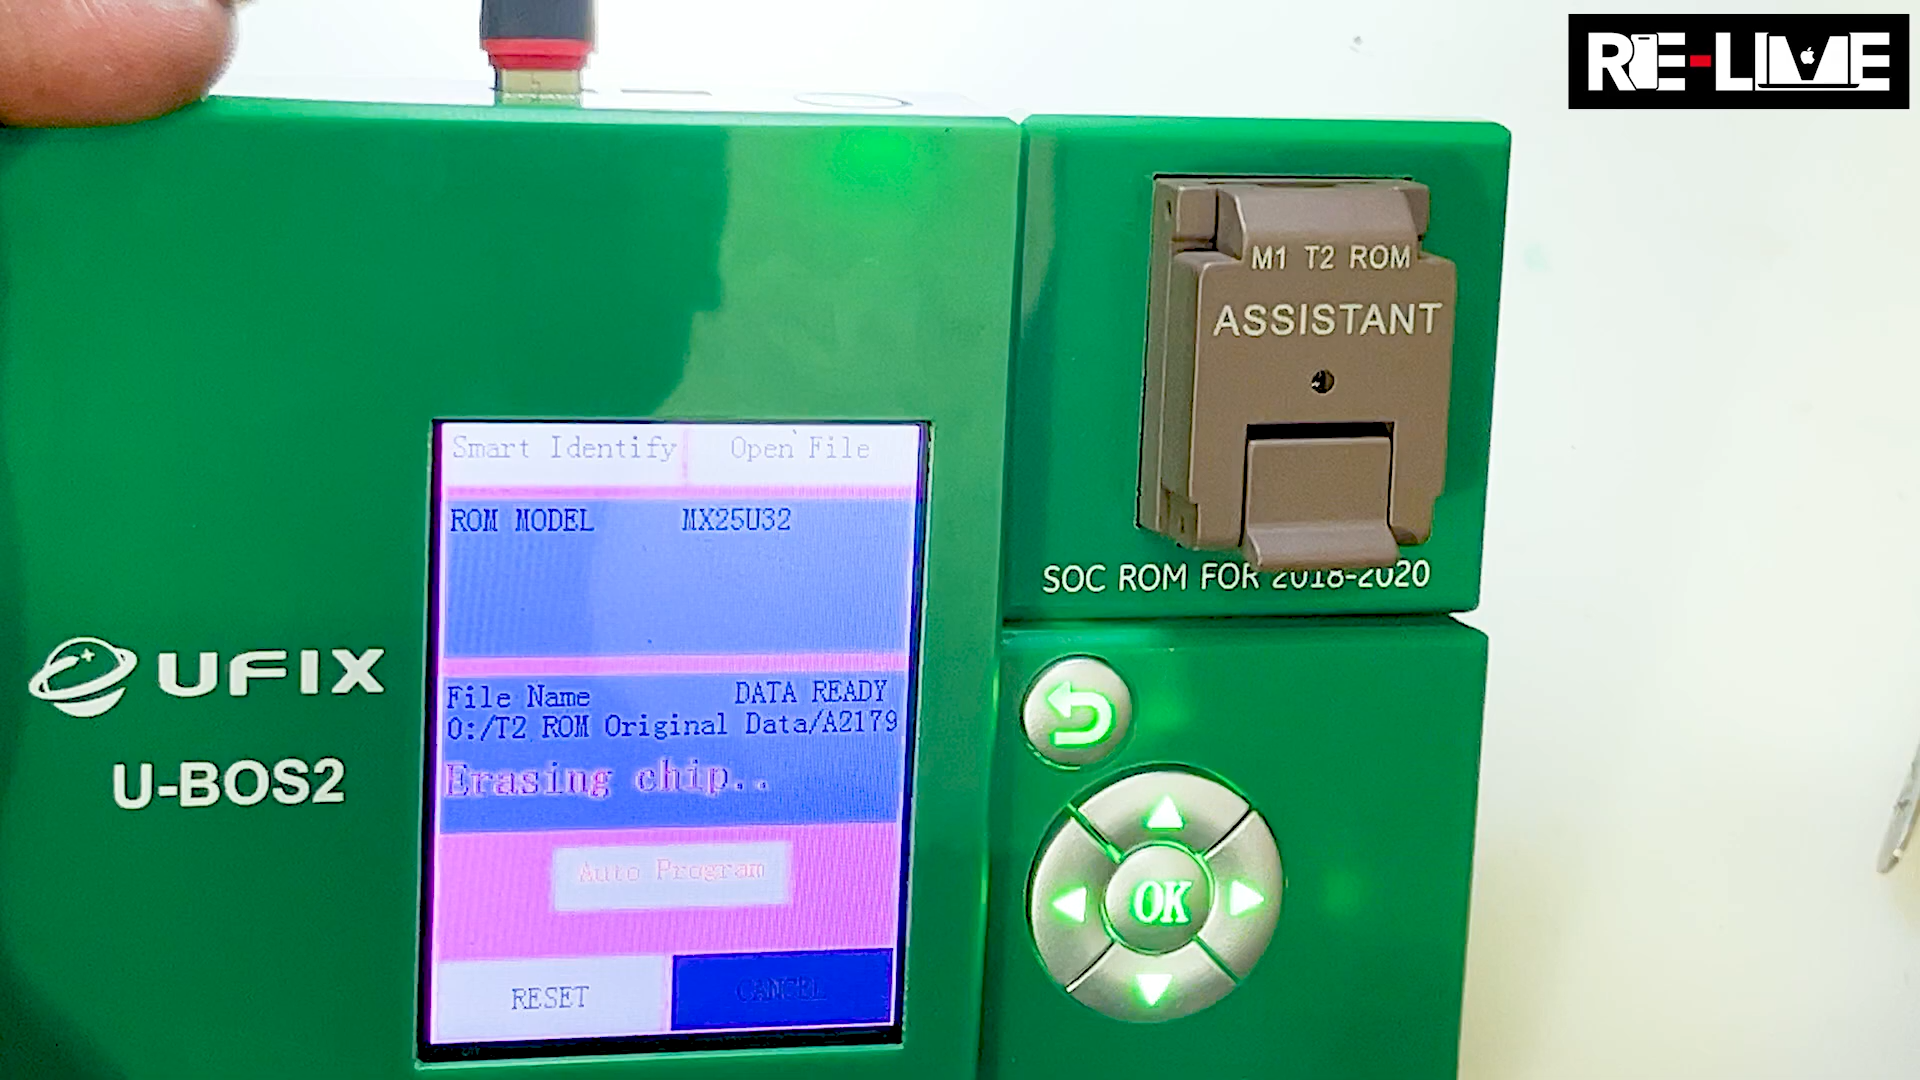 RE-LIVE
M1 T2 ROM
ASSISTANT
SOC ROM FOR 2018-2020
Smart Identify Open File
ROM MODEL MX25U32
File Name DATA READY
0:/T2 ROM Original Data/A2179
Erasing chip..
Auto Program
RESET CANCEL
UFIX
U-BOS2
OK